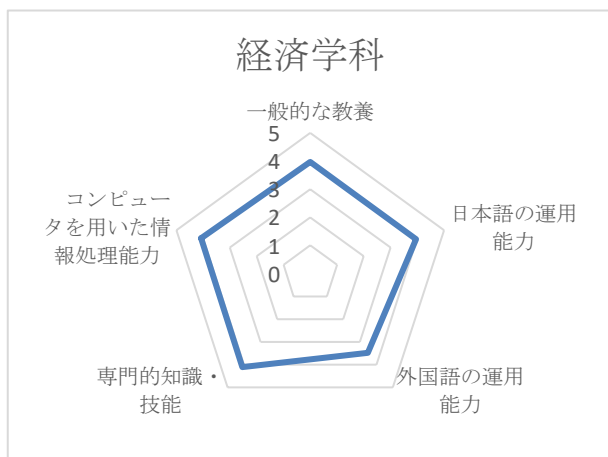 経済学科
一般的な教養
5
4
3
2
1
0
日本語の運用
能力
外国語の運用
能力
専門的知識・
技能
コンピュー
タを用いた情
報処理能力